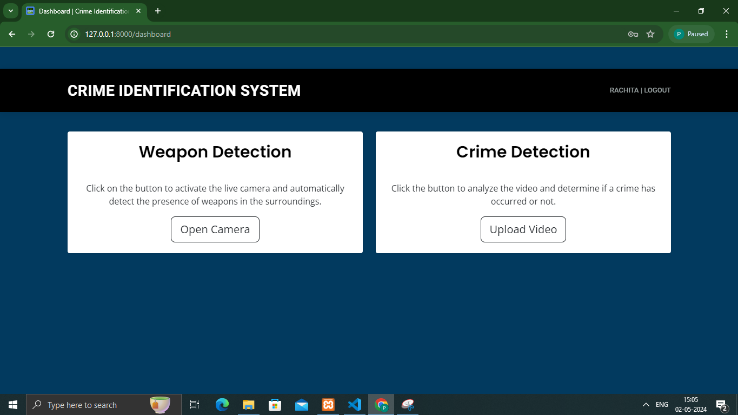 Dashboard | Crime Identification
127.0.0.1:8000/dashboard
P Paused
CRIME IDENTIFICATION SYSTEM
RACHITA | LOGOUT
Weapon Detection
Click on the button to activate the live camera and automatically
detect the presence of weapons in the surroundings.
Open Camera
Crime Detection
Click the button to analyze the video and determine if a crime has
occurred or not.
Upload Video
Type here to search
ENG
15:05
02-05-2024
2